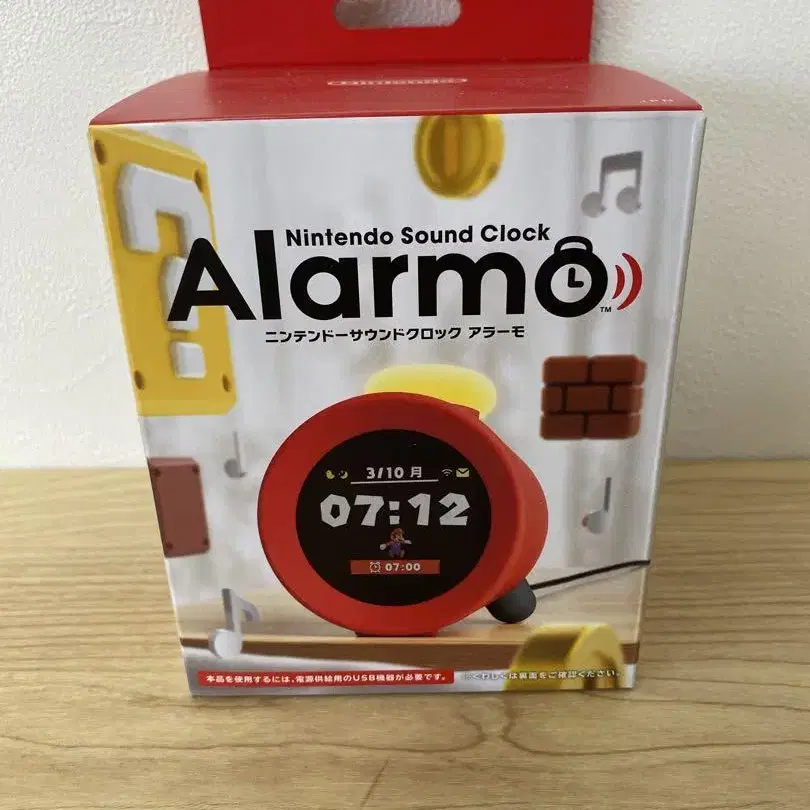 Nintendo
JPN
Nintendo Sound Clock
Alarmo
TM
ニンテンドーサウンドクロック アラーモ
3/10 月
07:12
07:00
本品を使用するには、電源供給用のUSB機器が必要です。
※くわしくは裏面をご確認ください。